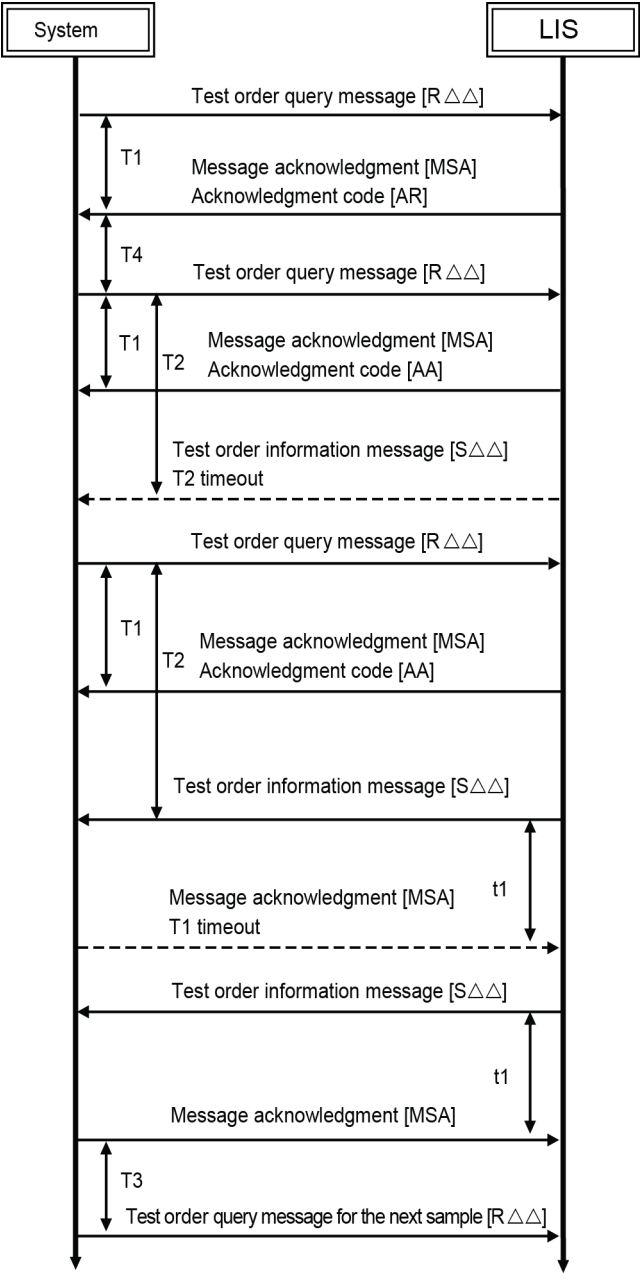 System
LIS
Test order query message [R△△]
T1
Message acknowledgment [MSA]
Acknowledgment code [AR]
T4
Test order query message [R△△]
T1
T2
Message acknowledgment [MSA]
Acknowledgment code [AA]
Test order information message [S△△]
T2 timeout
Test order query message [R△△]
T1
T2
Message acknowledgment [MSA]
Acknowledgment code [AA]
Test order information message [S△△]
t1
Message acknowledgment [MSA]
T1 timeout
Test order information message [S△△]
t1
Message acknowledgment [MSA]
T3
Test order query message for the next sample [R△△]